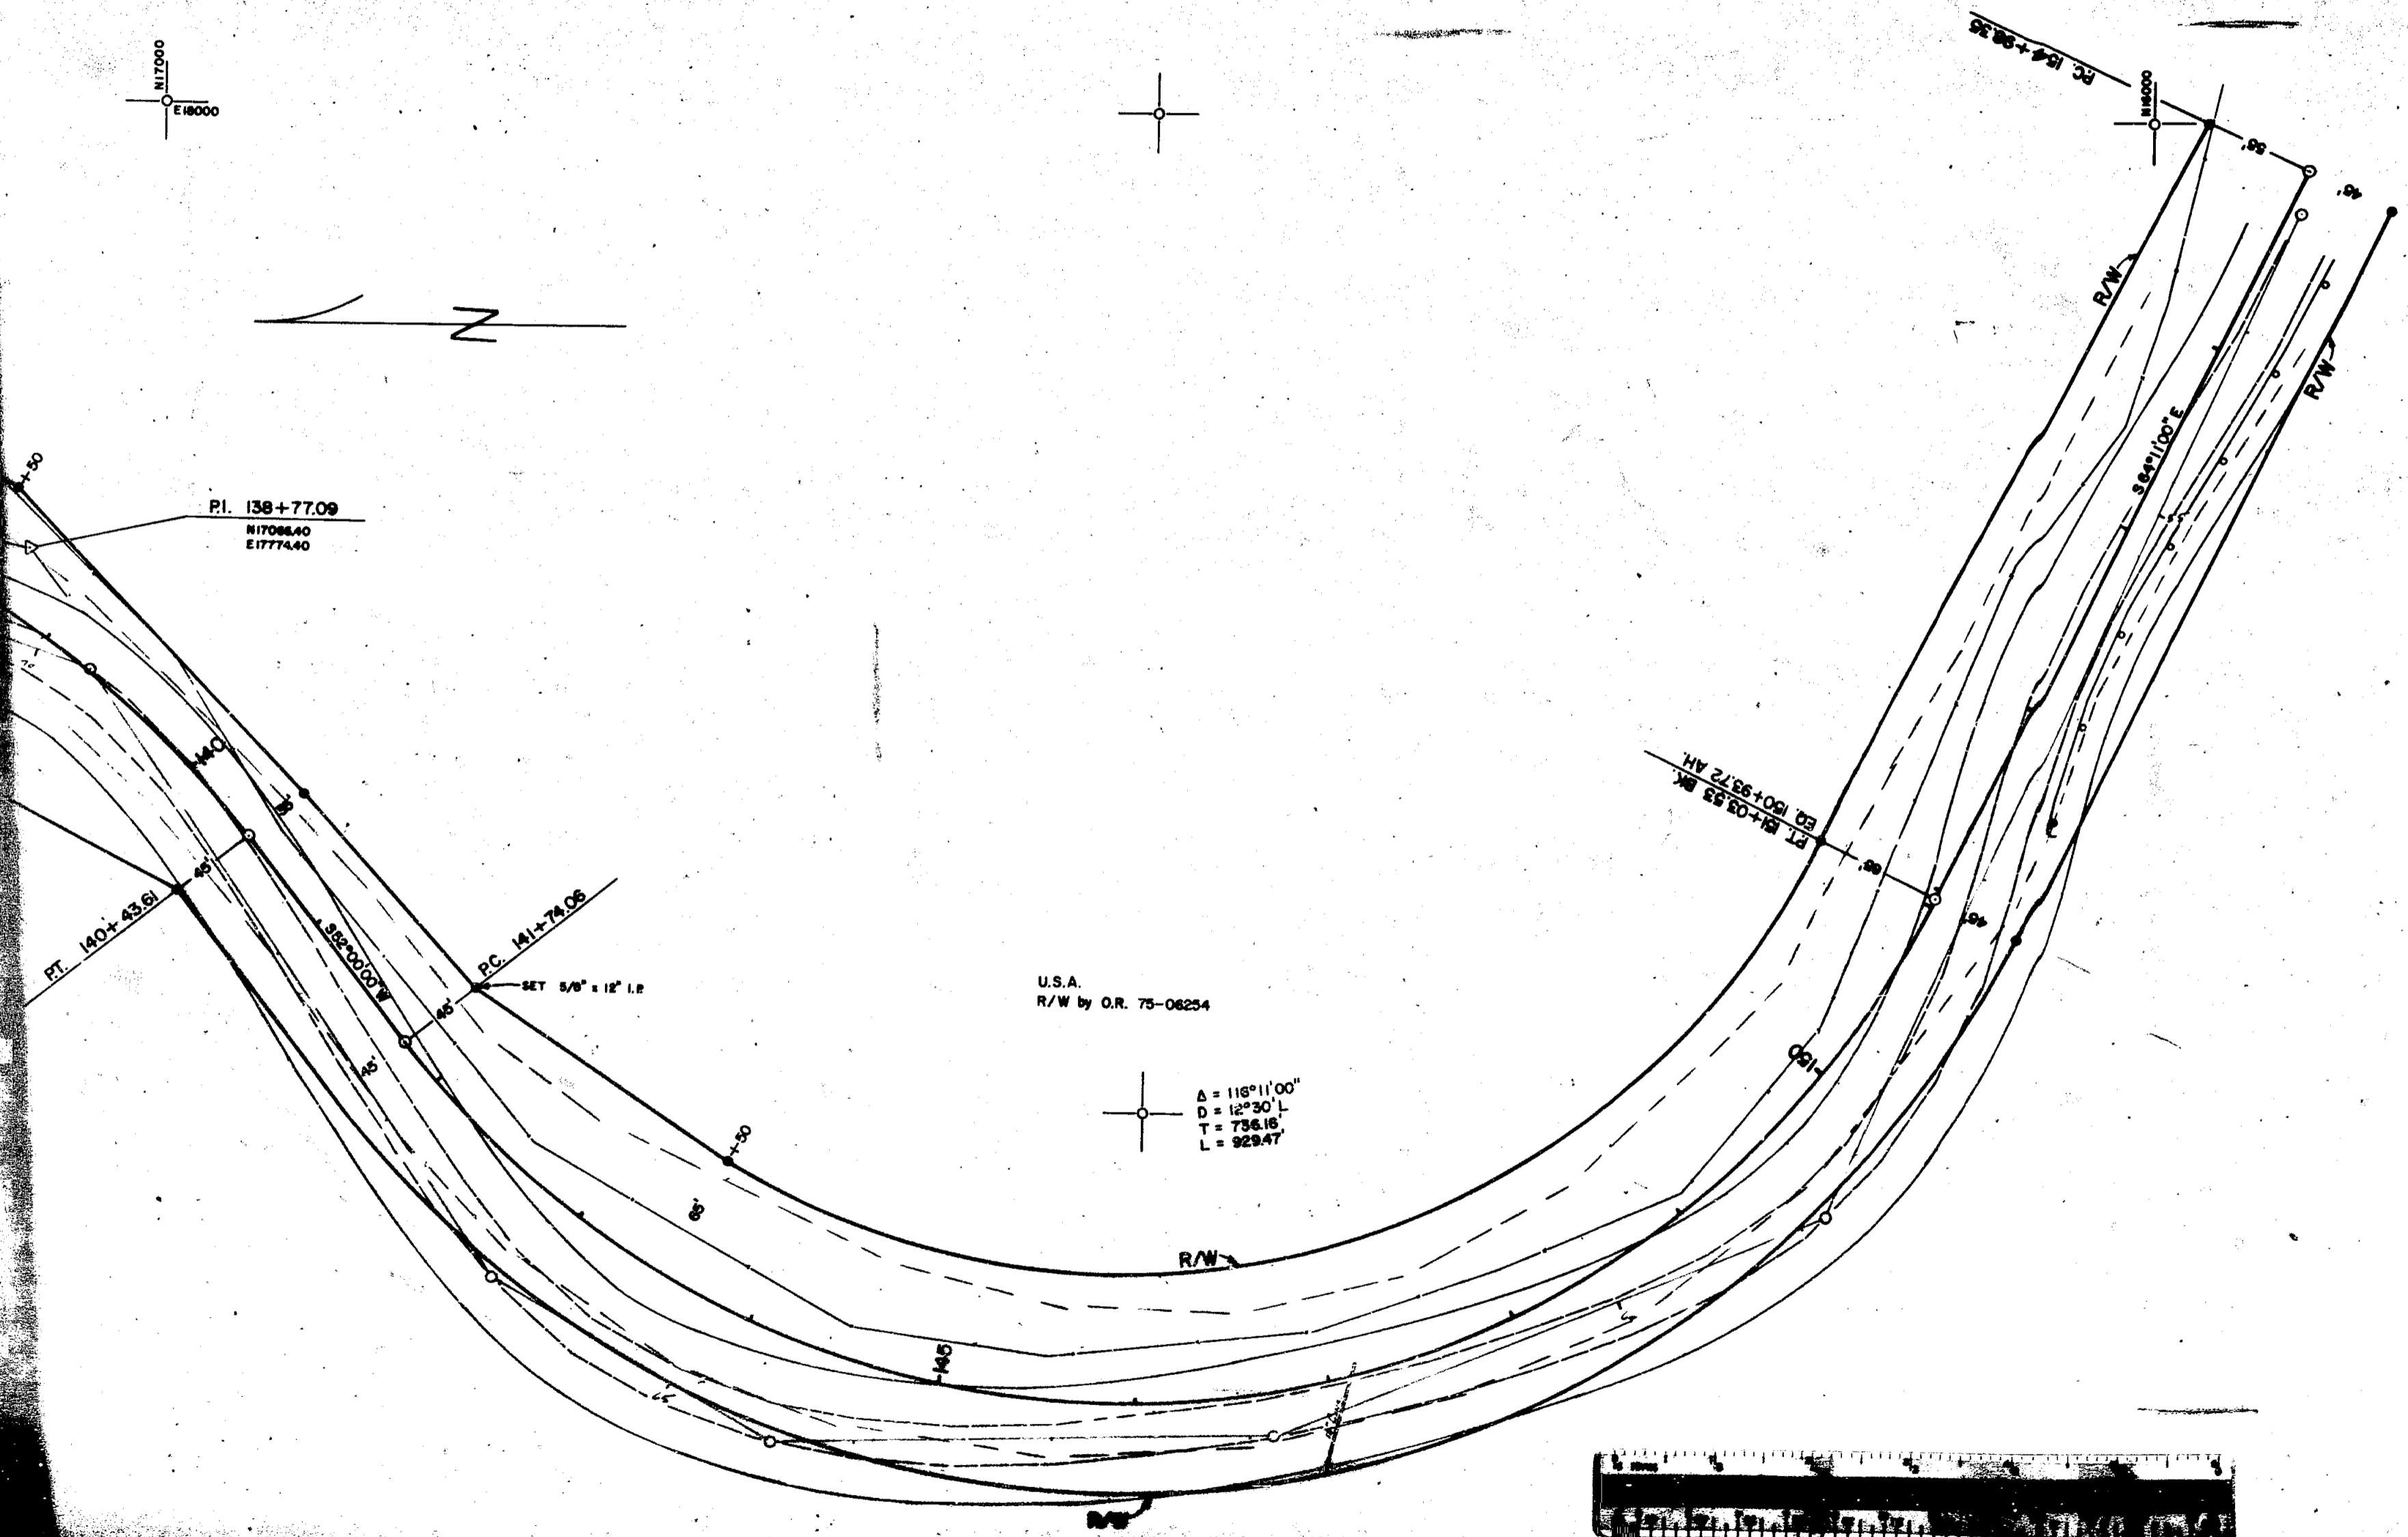 N17000
E18000
P.C. 154+98.35
N16000
55'
45'
R/W
R/W
+50
P.I. 138+77.09
N17066.40
E17774.40
N
S64°11'00"E
140
55'
45'
P.T. 140+43.61
S52°00'00"W
P.C. 141+74.06
SET 5/8" x 12" I.P.
45'
45'
P.T. 151+03.53 BK.
EQ. 150+93.72 AH.
65'
45'
U.S.A.
R/W by O.R. 75-06254
150
Δ = 116°11'00"
D = 12°30' L
T = 736.16'
L = 929.47'
+50
65'
R/W
145
R/W